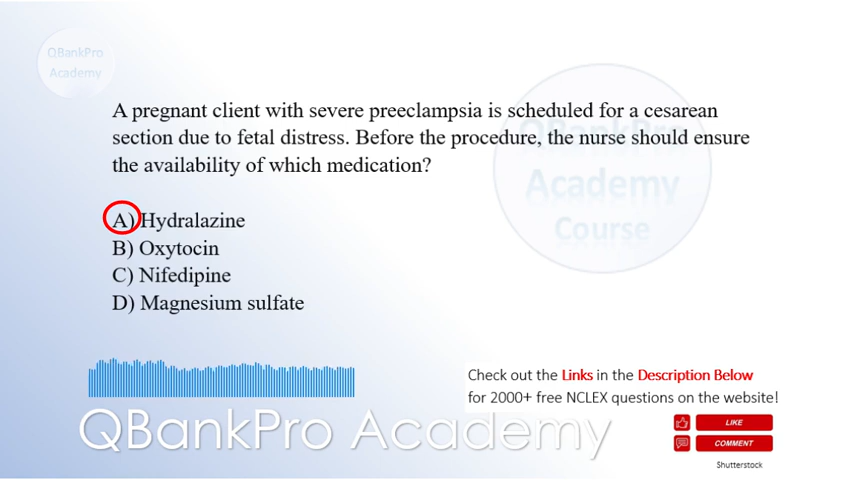 QBankPro
Academy
A pregnant client with severe preeclampsia is scheduled for a cesarean
section due to fetal distress. Before the procedure, the nurse should ensure
the availability of which medication?
QBankPro
Academy
Course
A) Hydralazine
B) Oxytocin
C) Nifedipine
D) Magnesium sulfate
Check out the Links in the Description Below
for 2000+ free NCLEX questions on the website!
QBankPro Academy
LIKE
COMMENT
Shutterstock